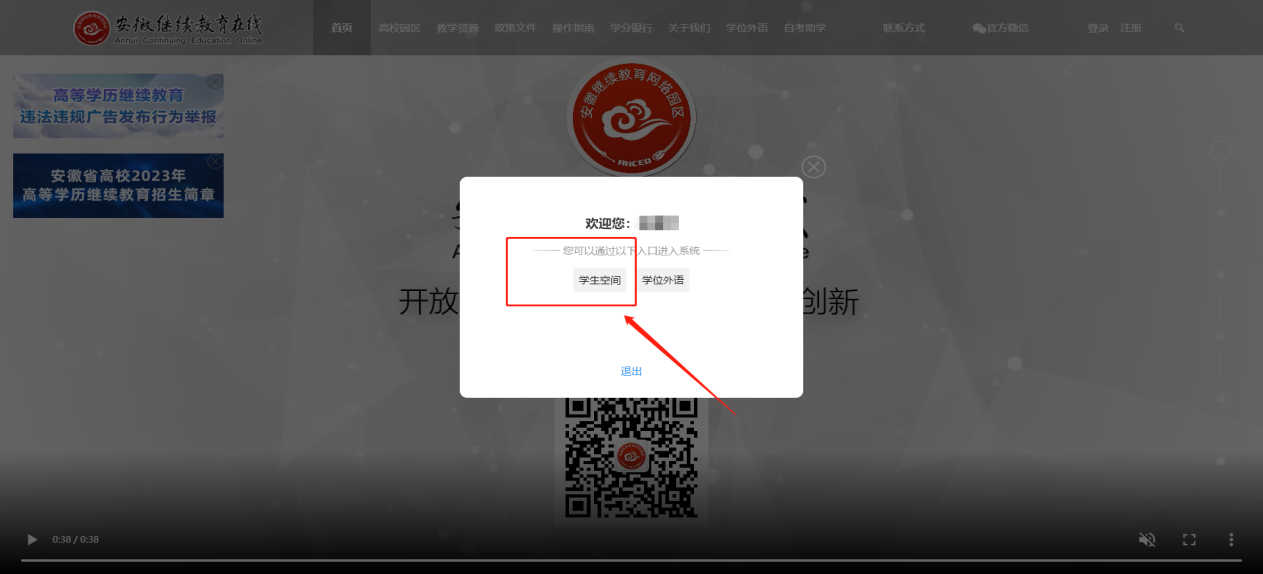 安徽继续教育在线
Anhui Continuing Education Online
首页 高校园区 教学资源 政策文件 操作指南 学分银行 关于我们 学位外语 自考助学 联系方式 官方微信 登录 注册
高等学历继续教育
违法违规广告发布行为举报
安徽省高校2023年
高等学历继续教育招生简章
安徽继续教育网络园区
AHCEO
欢迎您：
您可以通过以下入口进入系统
学生空间 学位外语
开放
创新
退出
0:38 / 0:38